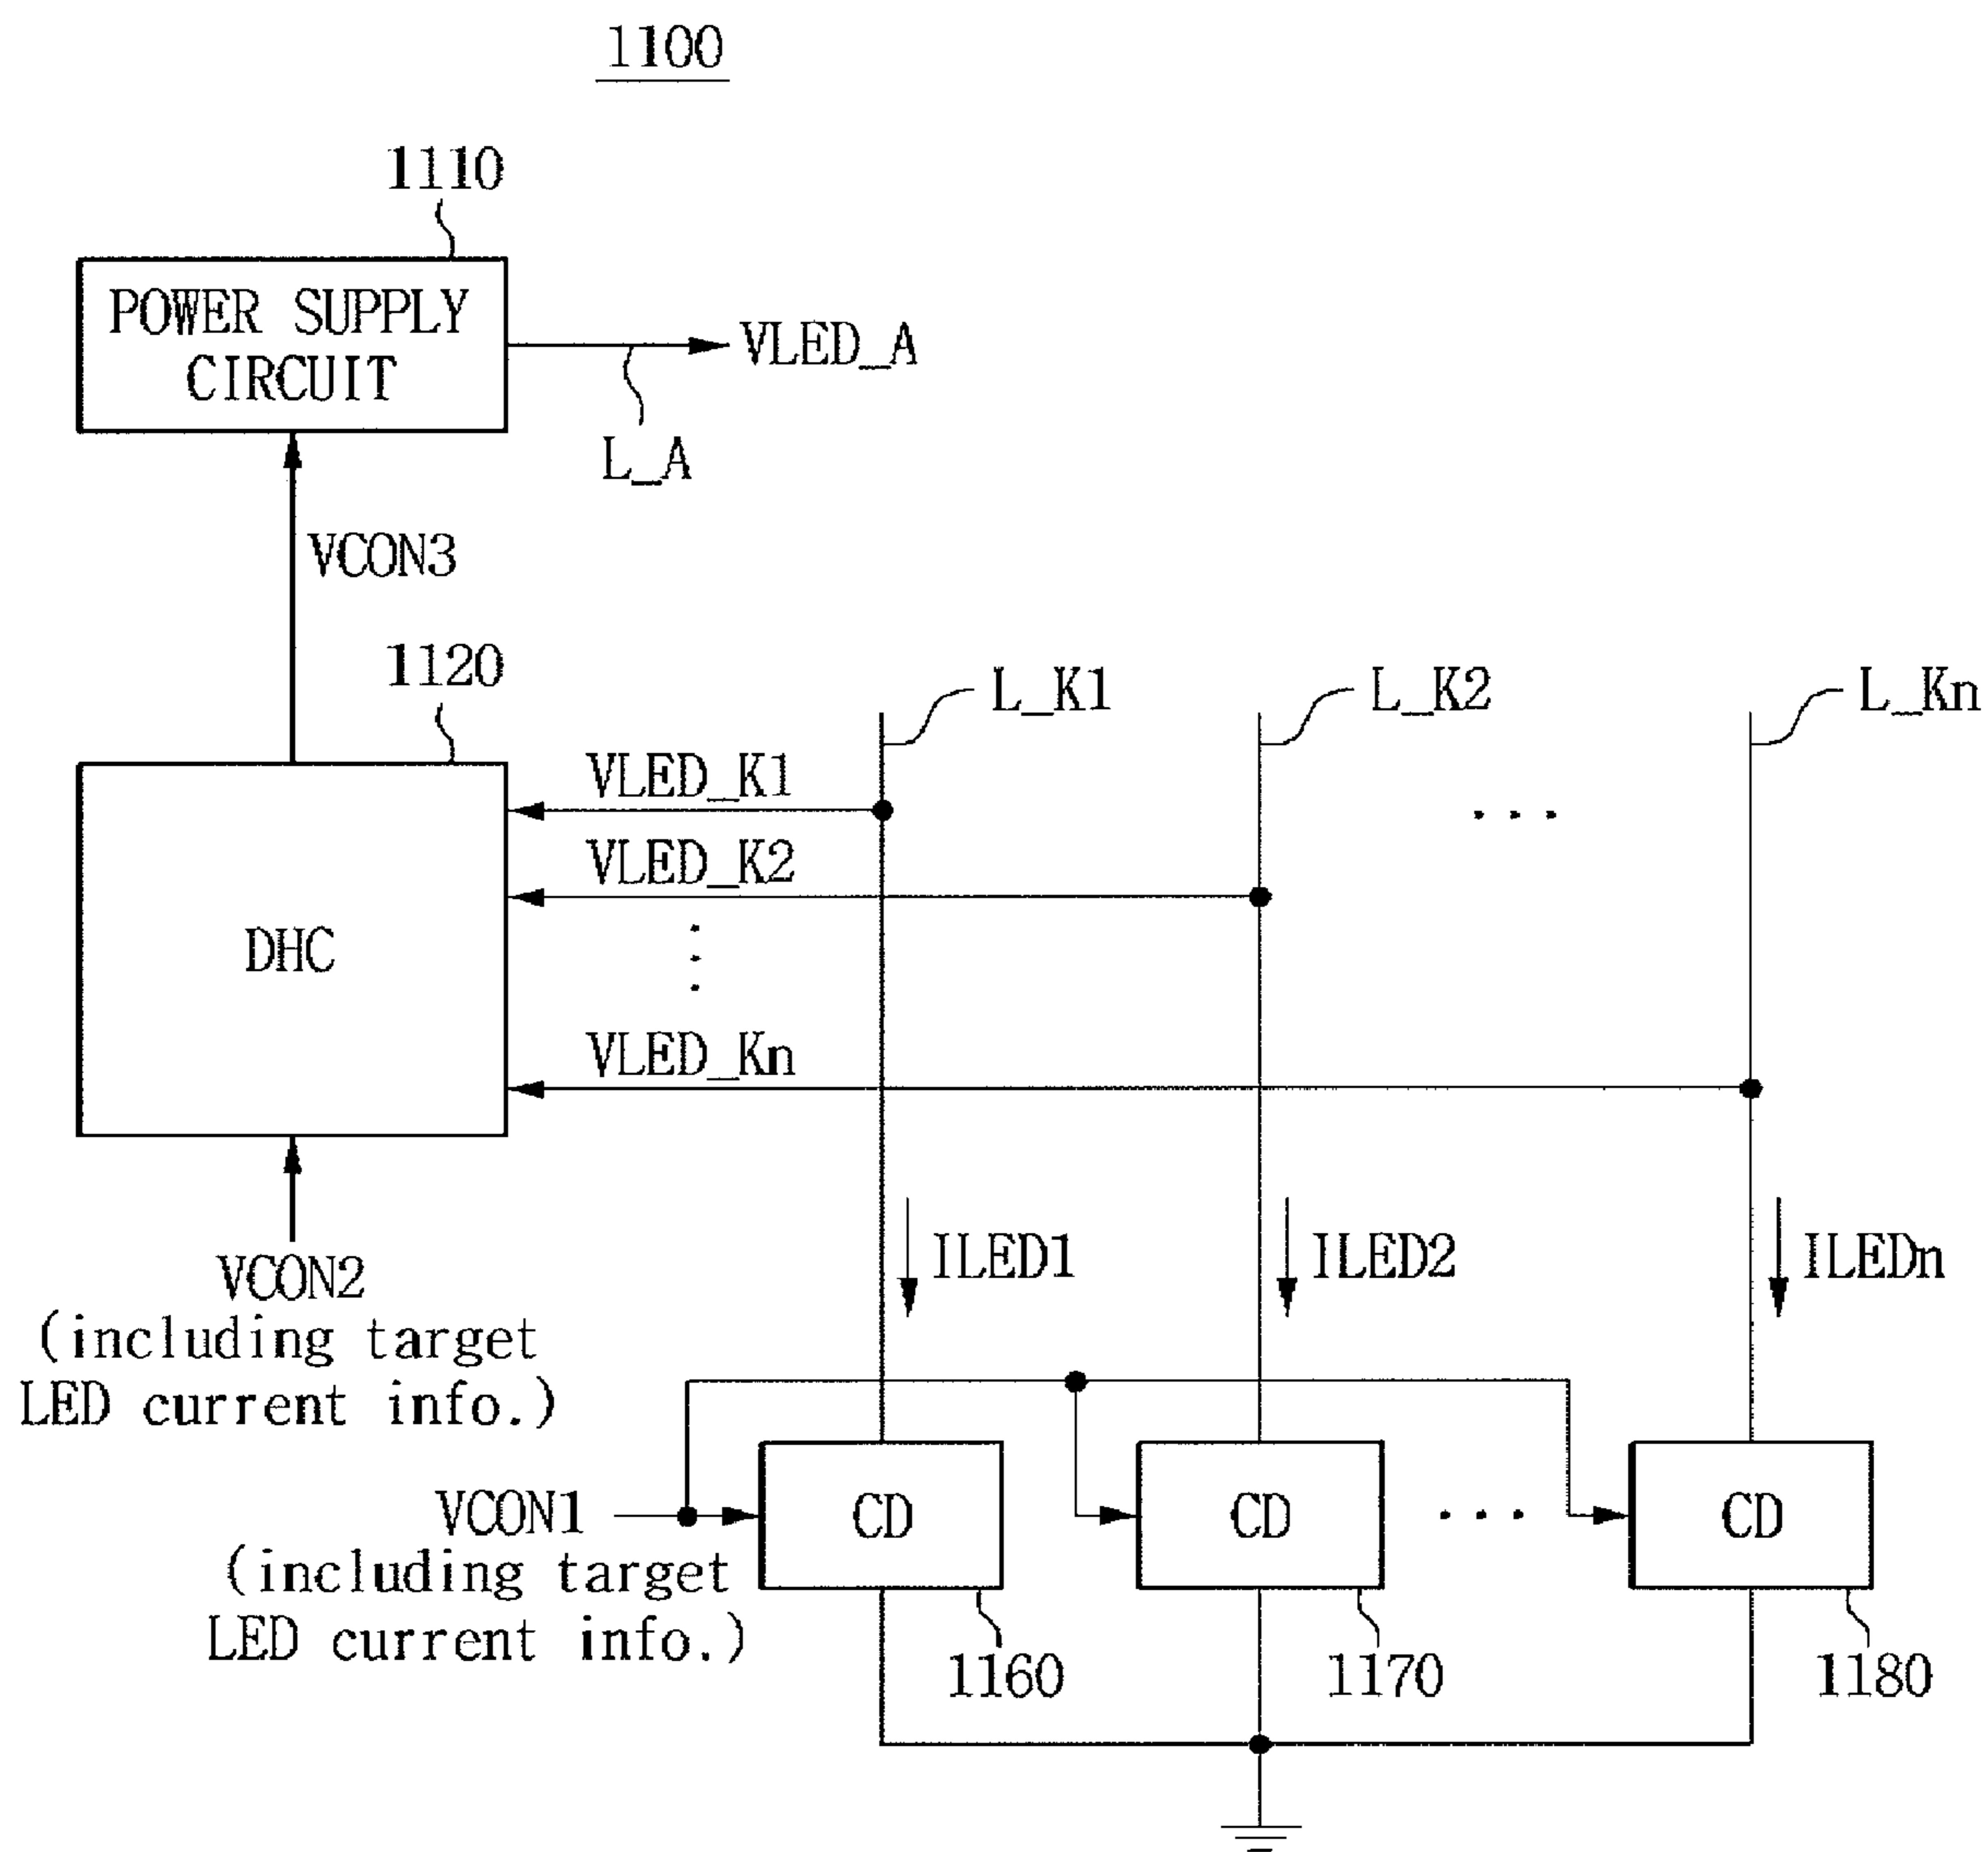 1100
1110
POWER SUPPLY
CIRCUIT
VLED_A
L_A
VCON3
1120
L_K1
L_K2
L_Kn
VLED_K1
VLED_K2
DHC
VLED_Kn
VCON2
(including target
LED current info.)
ILED1
ILED2
ILEDn
VCON1
(including target
LED current info.)
CD
CD
CD
1160
1170
1180